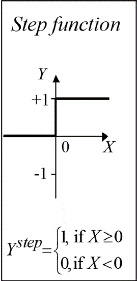 Step function
Y
+1
0
X
-1
Y^step = {1, if X ≥ 0
0, if X < 0